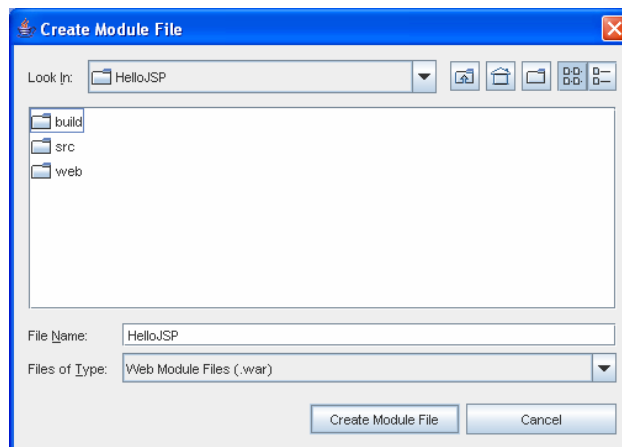 Create Module File
Look In: HelloJSP
build
src
web
File Name: HelloJSP
Files of Type: Web Module Files (.war)
Create Module File Cancel